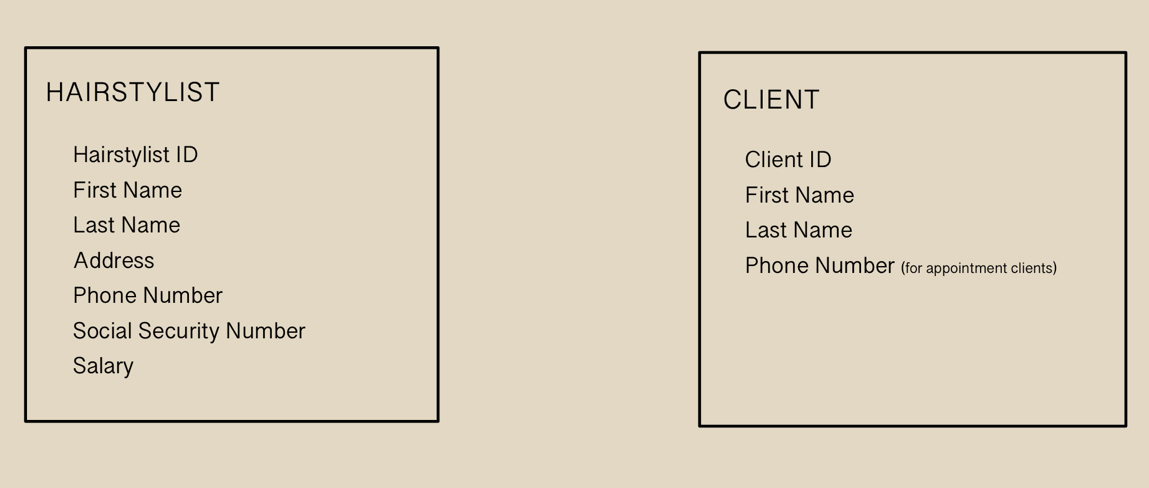 HAIRSTYLIST
Hairstylist ID
First Name
Last Name
Address
Phone Number
Social Security Number
Salary
CLIENT
Client ID
First Name
Last Name
Phone Number (for appointment clients)